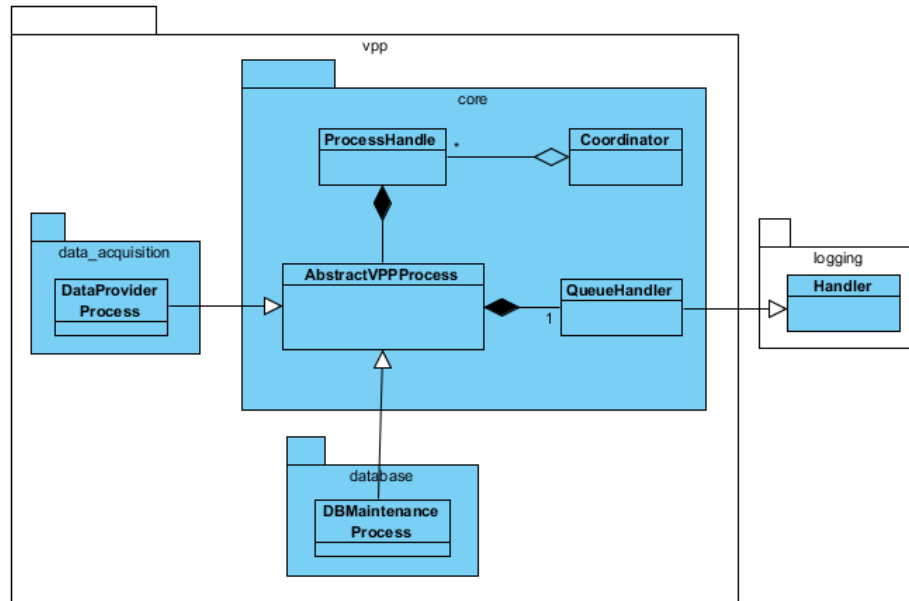 vpp
core
ProcessHandle
*
Coordinator
data_acquisition
DataProvider
Process
AbstractVPPProcess
QueueHandler
1
logging
Handler
database
DBMaintenance
Process